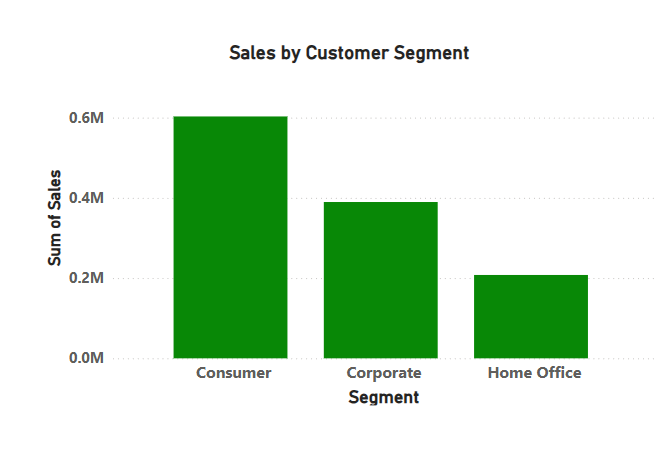 Sales by Customer Segment
Sum of Sales
0.6M
0.4M
0.2M
0.0M
Consumer Corporate Home Office
Segment